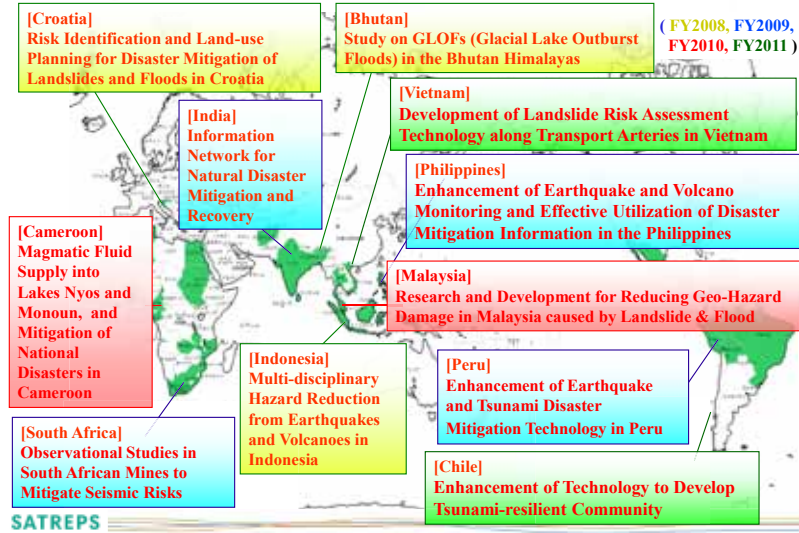 [Croatia]
Risk Identification and Land-use
Planning for Disaster Mitigation of
Landslides and Floods in Croatia
[Bhutan]
Study on GLOFs (Glacial Lake Outburst
Floods) in the Bhutan Himalayas
( FY2008, FY2009,
FY2010, FY2011 )
[Vietnam]
Development of Landslide Risk Assessment
Technology along Transport Arteries in Vietnam
[India]
Information
Network for
Natural Disaster
Mitigation and
Recovery
[Philippines]
Enhancement of Earthquake and Volcano
Monitoring and Effective Utilization of Disaster
Mitigation Information in the Philippines
[Cameroon]
Magmatic Fluid
Supply into
Lakes Nyos and
Monoun, and
Mitigation of
National
Disasters in
Cameroon
[Malaysia]
Research and Development for Reducing Geo-Hazard
Damage in Malaysia caused by Landslide & Flood
[Indonesia]
Multi-disciplinary
Hazard Reduction
from Earthquakes
and Volcanoes in
Indonesia
[Peru]
Enhancement of Earthquake
and Tsunami Disaster
Mitigation Technology in Peru
[South Africa]
Observational Studies in
South African Mines to
Mitigate Seismic Risks
[Chile]
Enhancement of Technology to Develop
Tsunami-resilient Community
SATREPS